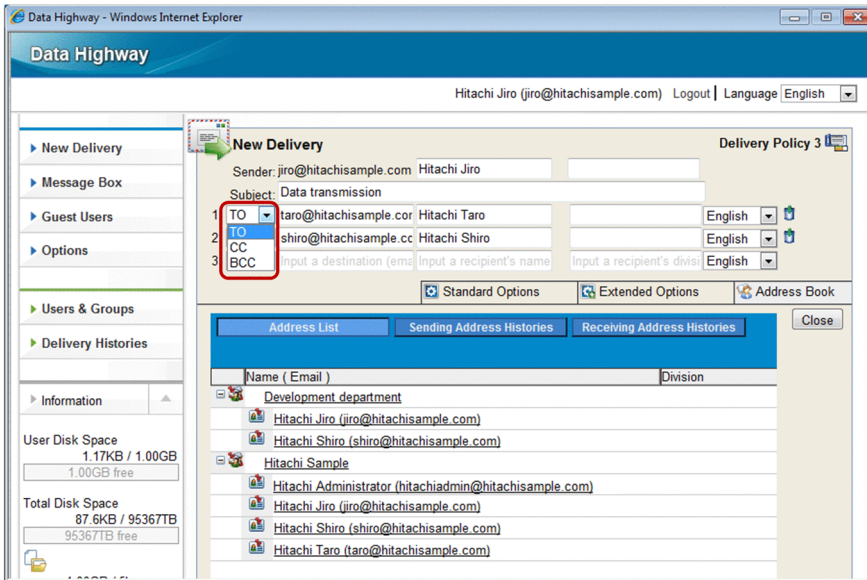 Data Highway - Windows Internet Explorer
Data Highway
Hitachi Jiro (jiro@hitachisample.com) Logout Language English
New Delivery
Message Box
Guest Users
Options
Users & Groups
Delivery Histories
Information
User Disk Space
1.17KB / 1.00GB
1.00GB free
Total Disk Space
87.6KB / 95367TB
95367TB free
New Delivery
Delivery Policy 3
Sender: jiro@hitachisample.com Hitachi Jiro
Subject: Data transmission
1 TO taro@hitachisample.cor Hitachi Taro English
2 shiro@hitachisample.cc Hitachi Shiro English
3 Input a destination (ema Input a recipient's name Input a recipient's divisi English
TO
CC
BCC
Standard Options Extended Options Address Book
Address List Sending Address Histories Receiving Address Histories Close
Name ( Email ) Division
Development department
Hitachi Jiro (jiro@hitachisample.com)
Hitachi Shiro (shiro@hitachisample.com)
Hitachi Sample
Hitachi Administrator (hitachiadmin@hitachisample.com)
Hitachi Jiro (jiro@hitachisample.com)
Hitachi Shiro (shiro@hitachisample.com)
Hitachi Taro (taro@hitachisample.com)